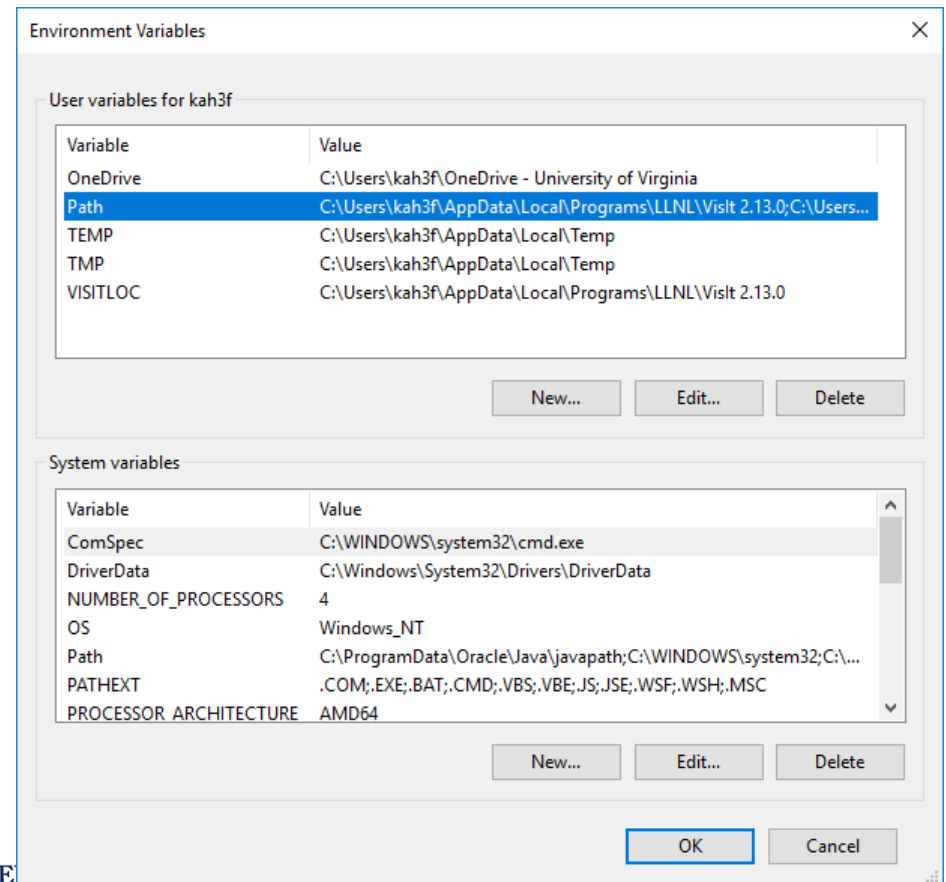 Environment Variables
User variables for kah3f
Variable Value
OneDrive C:\Users\kah3f\OneDrive - University of Virginia
Path C:\Users\kah3f\AppData\Local\Programs\LLNL\VisIt 2.13.0;C:\Users...
TEMP C:\Users\kah3f\AppData\Local\Temp
TMP C:\Users\kah3f\AppData\Local\Temp
VISITLOC C:\Users\kah3f\AppData\Local\Programs\LLNL\VisIt 2.13.0
New... Edit... Delete
System variables
Variable Value
ComSpec C:\WINDOWS\system32\cmd.exe
DriverData C:\Windows\System32\Drivers\DriverData
NUMBER_OF_PROCESSORS 4
OS Windows_NT
Path C:\ProgramData\Oracle\Java\javapath;C:\WINDOWS\system32;C:\...
PATHEXT .COM;.EXE;.BAT;.CMD;.VBS;.VBE;.JS;.JSE;.WSF;.WSH;.MSC
PROCESSOR_ARCHITECTURE AMD64
New... Edit... Delete
OK Cancel